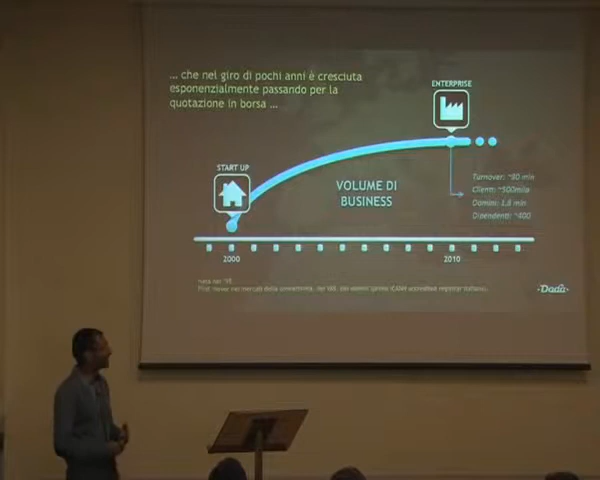 ... che nel giro di pochi anni è cresciuta
esponenzialmente passando per la
quotazione in borsa ...
ENTERPRISE
START UP
VOLUME DI
BUSINESS
Turnover: ~80 mln
Clienti: ~500mila
Domini: 1.8 mln
Dipendenti: ~400
2000
2010
Dada